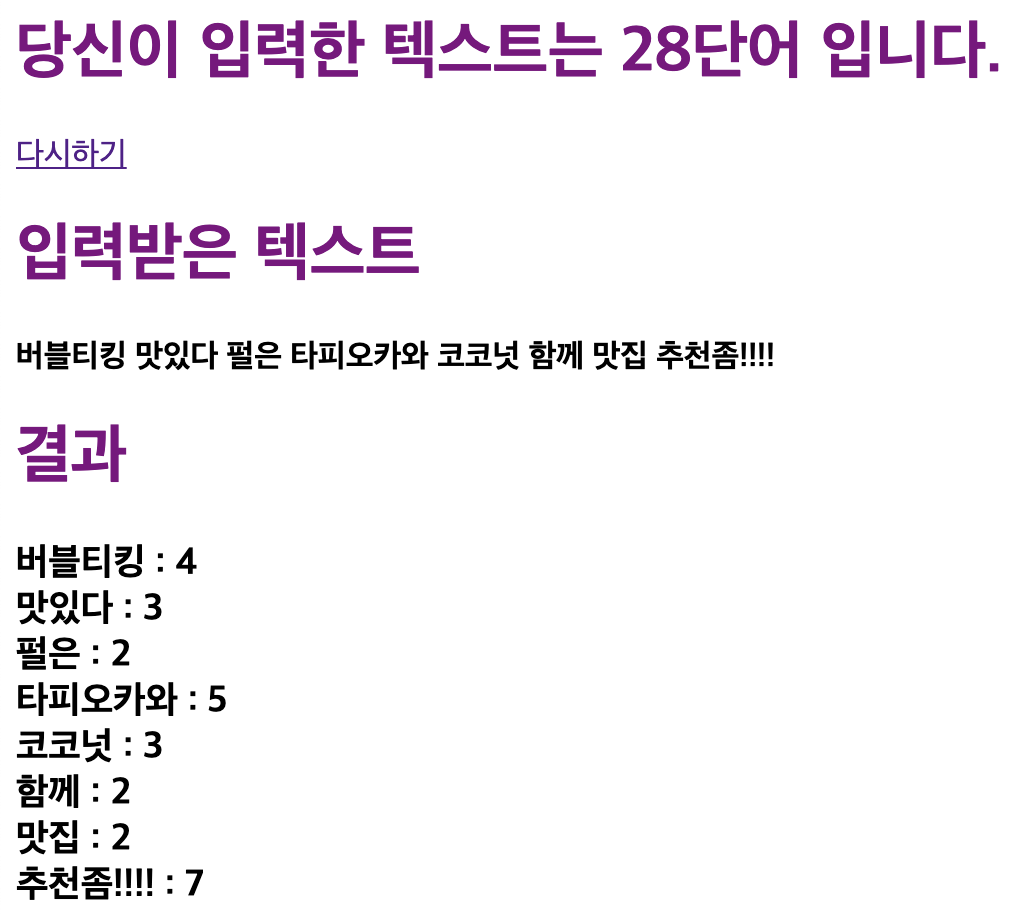 당신이 입력한 텍스트는 28단어 입니다.
다시하기
입력받은 텍스트
버블티킹 맛있다 펄은 타피오카와 코코넛 함께 맛집 추천좀!!!!
결과
버블티킹 : 4
맛있다 : 3
펄은 : 2
타피오카와 : 5
코코넛 : 3
함께 : 2
맛집 : 2
추천좀!!!! : 7